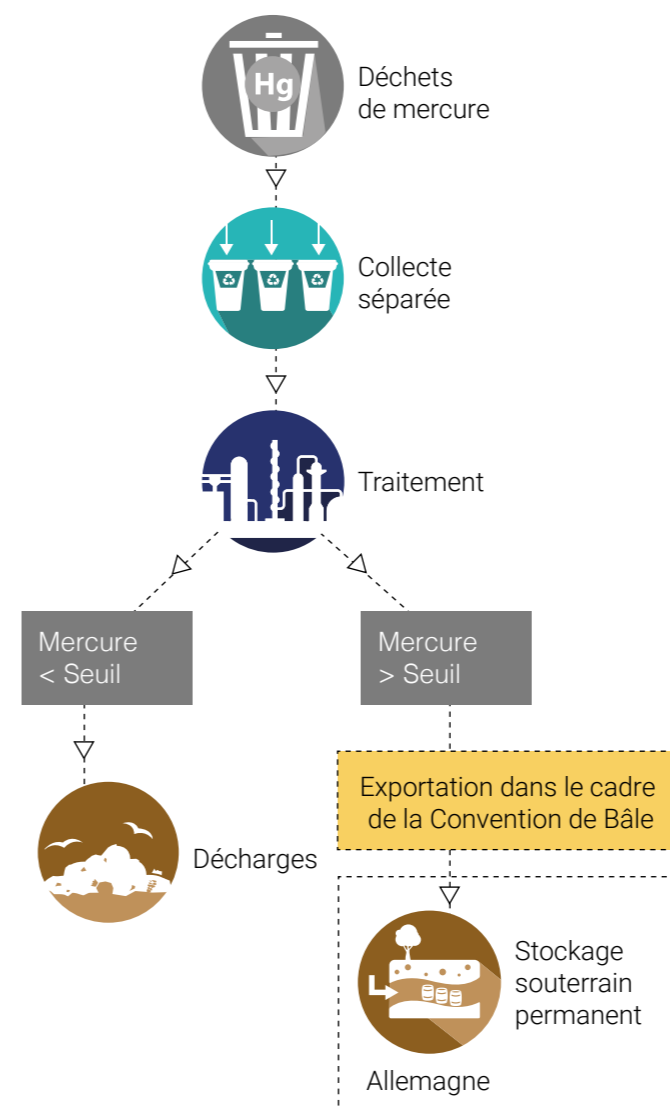 Hg
Déchets
de mercure
Collecte
séparée
Traitement
Mercure
< Seuil
Mercure
> Seuil
Exportation dans le cadre
de la Convention de Bâle
Décharges
Stockage
souterrain
permanent
Allemagne